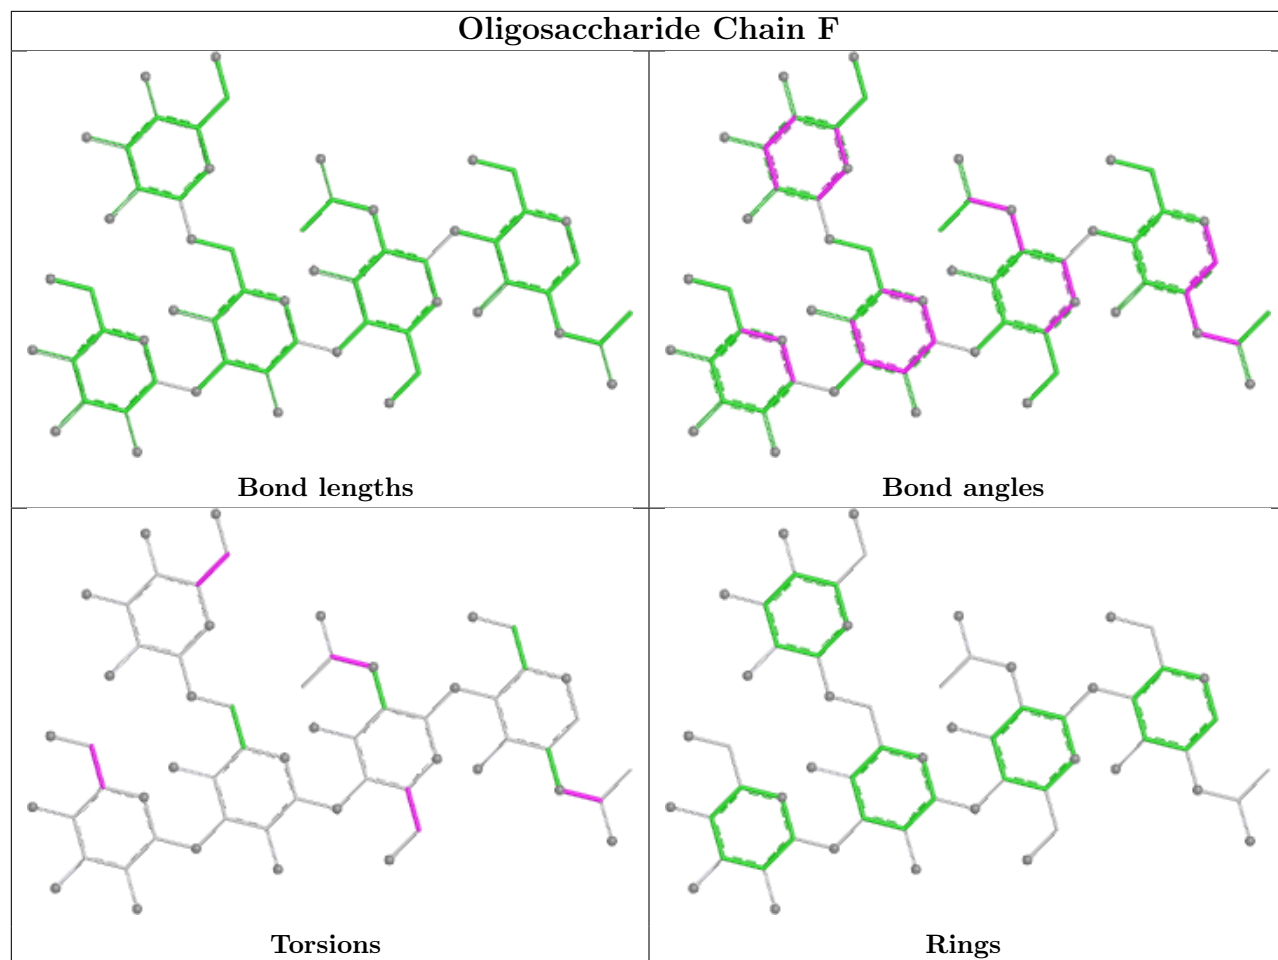 Oligosaccharide Chain F
Bond lengths
Bond angles
Torsions
Rings